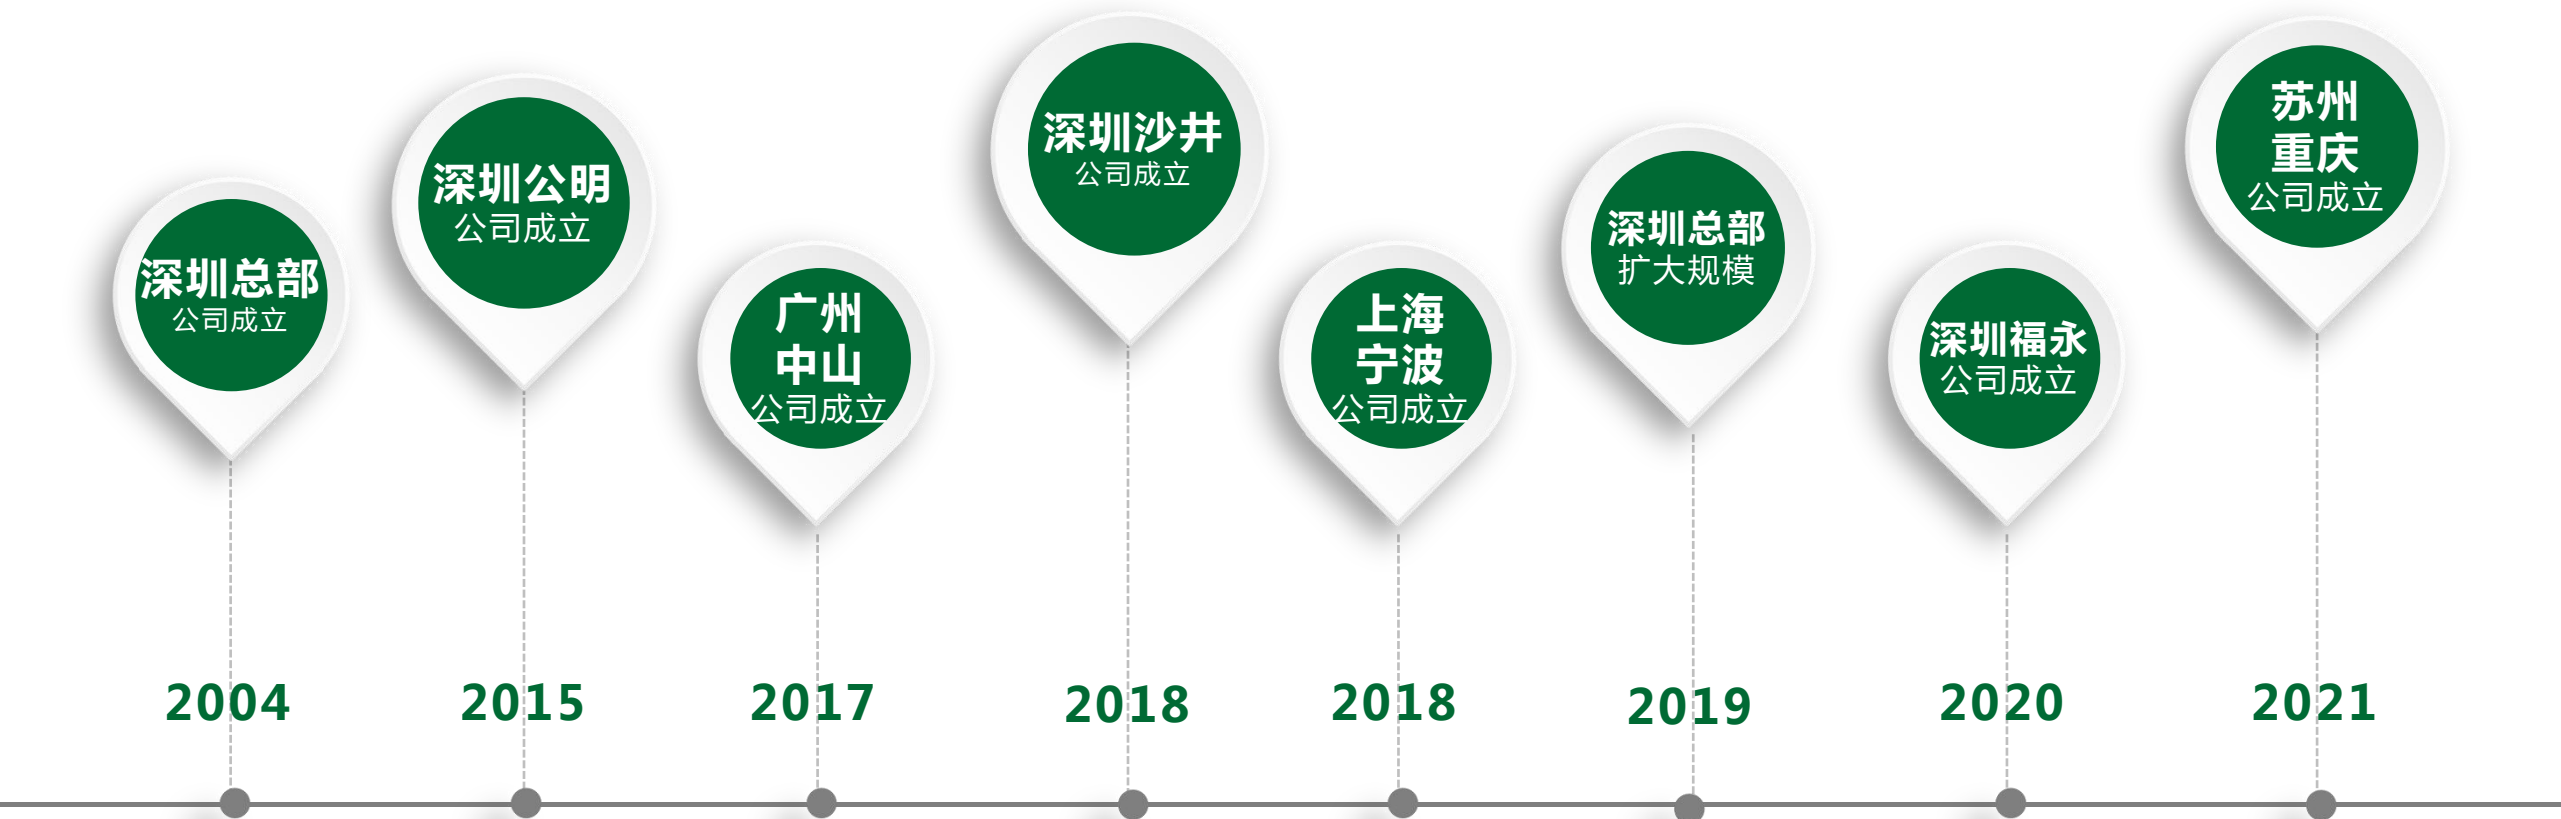 深圳总部
公司成立
2004
深圳公明
公司成立
2015
广州
中山
公司成立
2017
深圳沙井
公司成立
2018
上海
宁波
公司成立
2018
深圳总部
扩大规模
2019
深圳福永
公司成立
2020
苏州
重庆
公司成立
2021